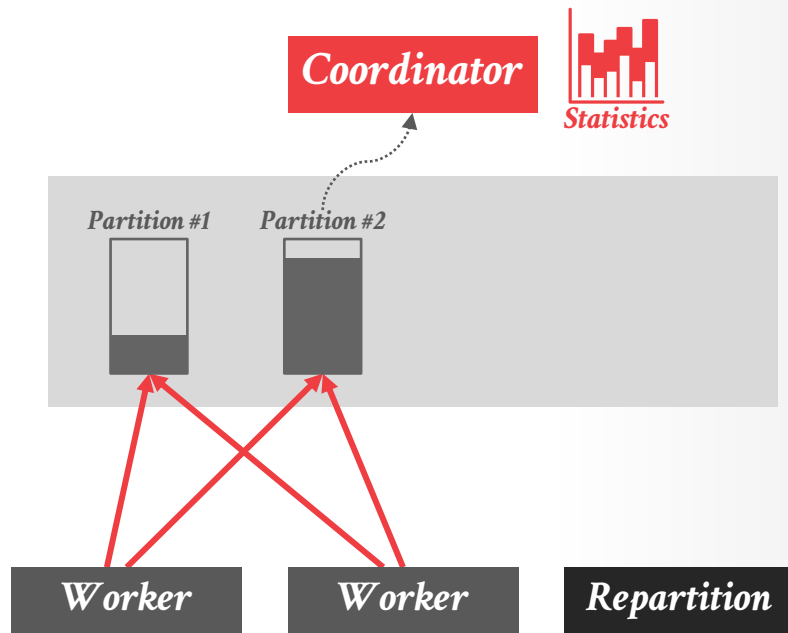 Coordinator
Statistics
Partition #1
Partition #2
Worker
Worker
Repartition